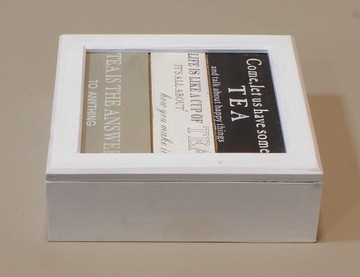 TEA IS THE ANSWER
TO ANYTHING
LIFE IS LIKE A CUP OF TEA
IT'S ALL ABOUT
how you make it
Come, let us have some
TEA
and talk about happy things